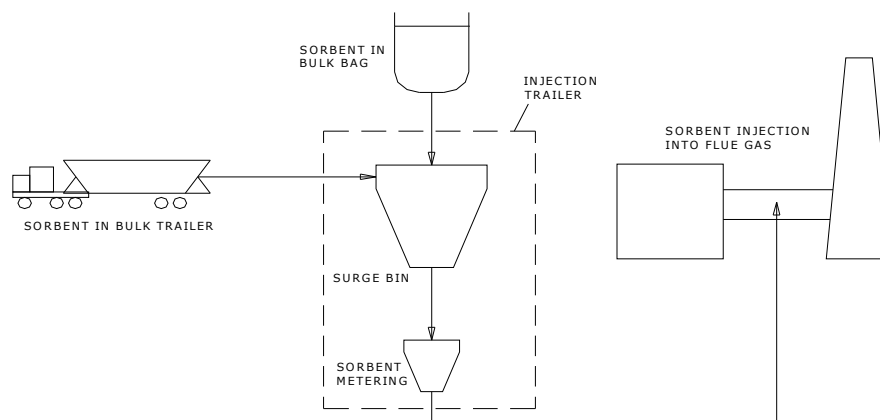 SORBENT IN
BULK BAG
INJECTION
TRAILER
SORBENT INJECTION
INTO FLUE GAS
SORBENT IN BULK TRAILER
SURGE BIN
SORBENT
METERING